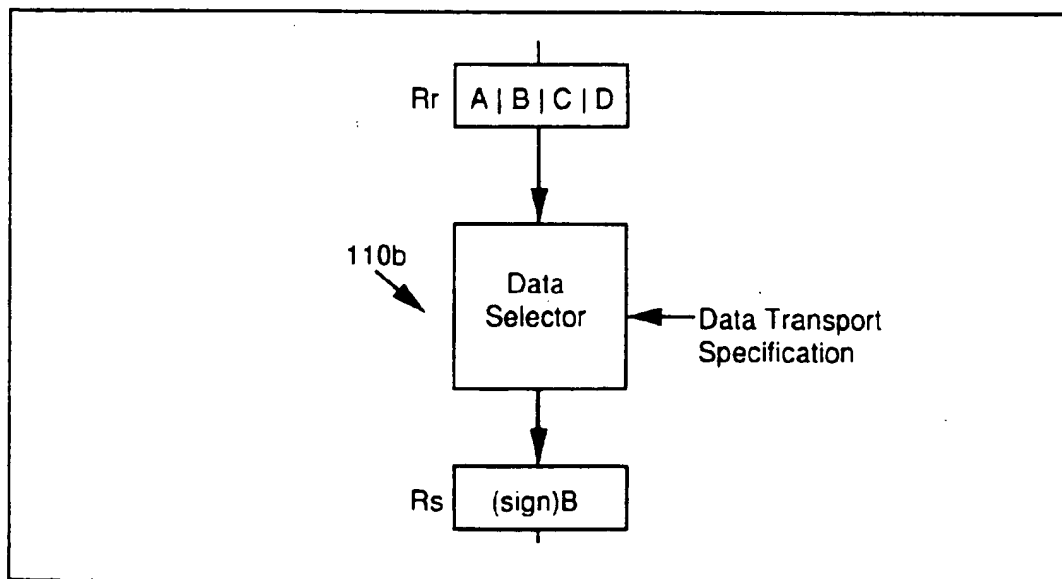 Rr
A | B | C | D
110b
Data
Selector
Data Transport
Specification
Rs
(sign)B